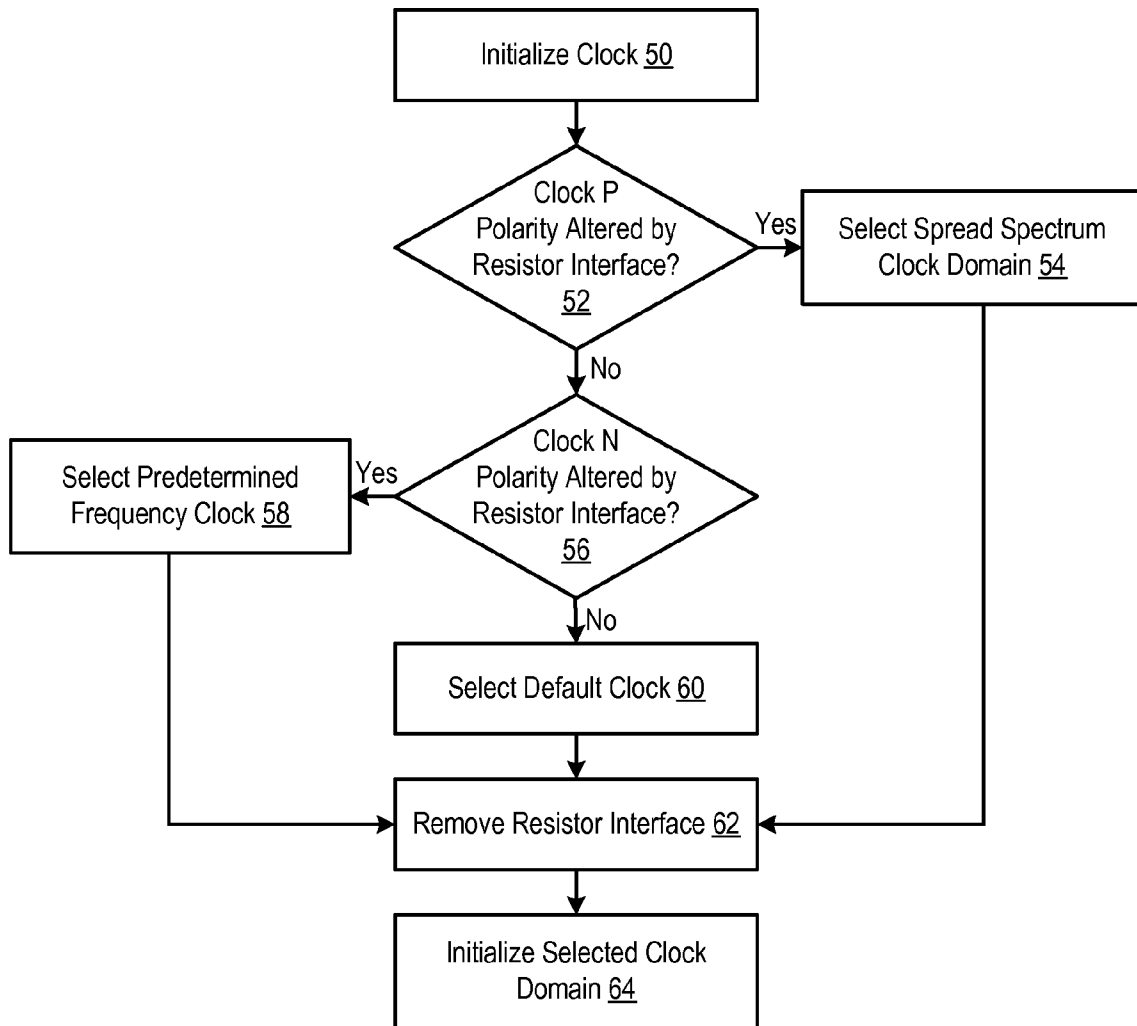 Initialize Clock 50
Clock P
Polarity Altered by
Resistor Interface?
52
Yes
Select Spread Spectrum
Clock Domain 54
No
Clock N
Polarity Altered by
Resistor Interface?
56
Yes
Select Predetermined
Frequency Clock 58
No
Select Default Clock 60
Remove Resistor Interface 62
Initialize Selected Clock
Domain 64